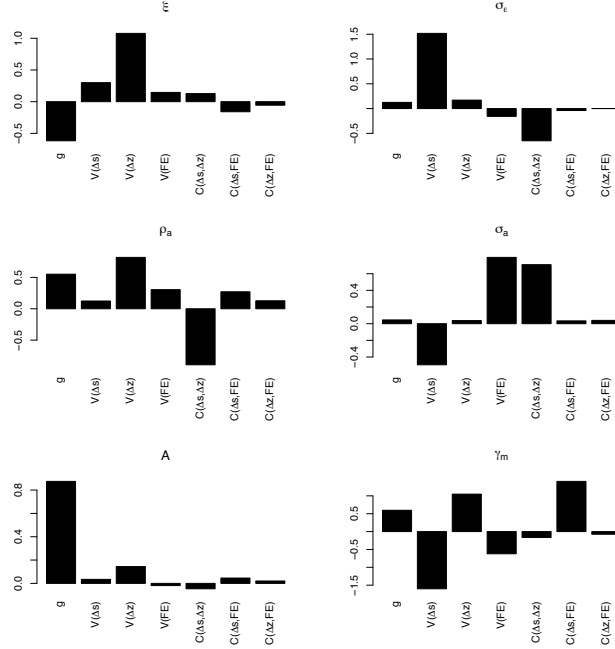 σε
−0.5 0.0 0.5 1.0
−0.5 0.5 1.0 1.5
g V(Δs) V(Δz) V(FE) C(Δs,Δz) C(Δs,FE) C(Δz,FE)
g V(Δs) V(Δz) V(FE) C(Δs,Δz) C(Δs,FE) C(Δz,FE)
ρa
σa
−0.5 0.0 0.5
−0.4 0.0 0.4
g V(Δs) V(Δz) V(FE) C(Δs,Δz) C(Δs,FE) C(Δz,FE)
g V(Δs) V(Δz) V(FE) C(Δs,Δz) C(Δs,FE) C(Δz,FE)
A
γm
0.0 0.4 0.8
−1.5 −0.5 0.5
g V(Δs) V(Δz) V(FE) C(Δs,Δz) C(Δs,FE) C(Δz,FE)
g V(Δs) V(Δz) V(FE) C(Δs,Δz) C(Δs,FE) C(Δz,FE)